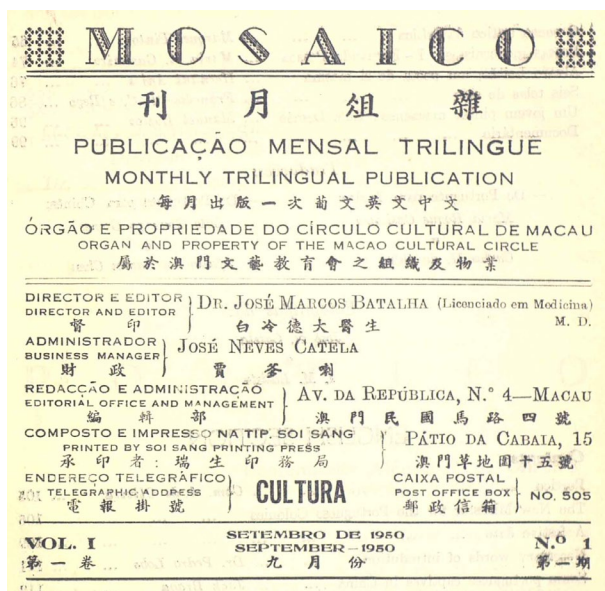 MOSAICO
刊月俎雜
PUBLICAÇÃO MENSAL TRILINGUE
MONTHLY TRILINGUAL PUBLICATION
每月出版一次葡文英文中文
ÓRGÃO E PROPRIEDADE DO CÍRCULO CULTURAL DE MACAU
ORGAN AND PROPERTY OF THE MACAO CULTURAL CIRCLE
屬於澳門文藝教育會之組織及物業
DIRECTOR E EDITOR
DIRECTOR AND EDITOR
督印
DR. JOSÉ MARCOS BATALHA (Licenciado em Medicina)
M. D.
白冷德大醫生
ADMINISTRADOR
BUSINESS MANAGER
財政
JOSÉ NEVES CATELA
賈爹喇
REDACCÃO E ADMINISTRAÇÃO
EDITORIAL OFFICE AND MANAGEMENT
編輯部
AV. DA REPÚBLICA, N.º 4—MACAU
澳門民國馬路四號
COMPOSTO E IMPRESSO NA TIP. SOI SANG
PRINTED BY SOI SANG PRINTING PRESS
承印者:瑞生印務局
PÁTIO DA CABAIA, 15
澳門草地圍十五號
ENDEREÇO TELEGRÁFICO
TELEGRAPHIC ADDRESS
電報掛號
CULTURA
CAIXA POSTAL
POST OFFICE BOX
郵政信箱
NO. 505
VOL. I
第一卷
SETEMBRO DE 1950
SEPTEMBER—1950
九月份
N.º 1
第一期